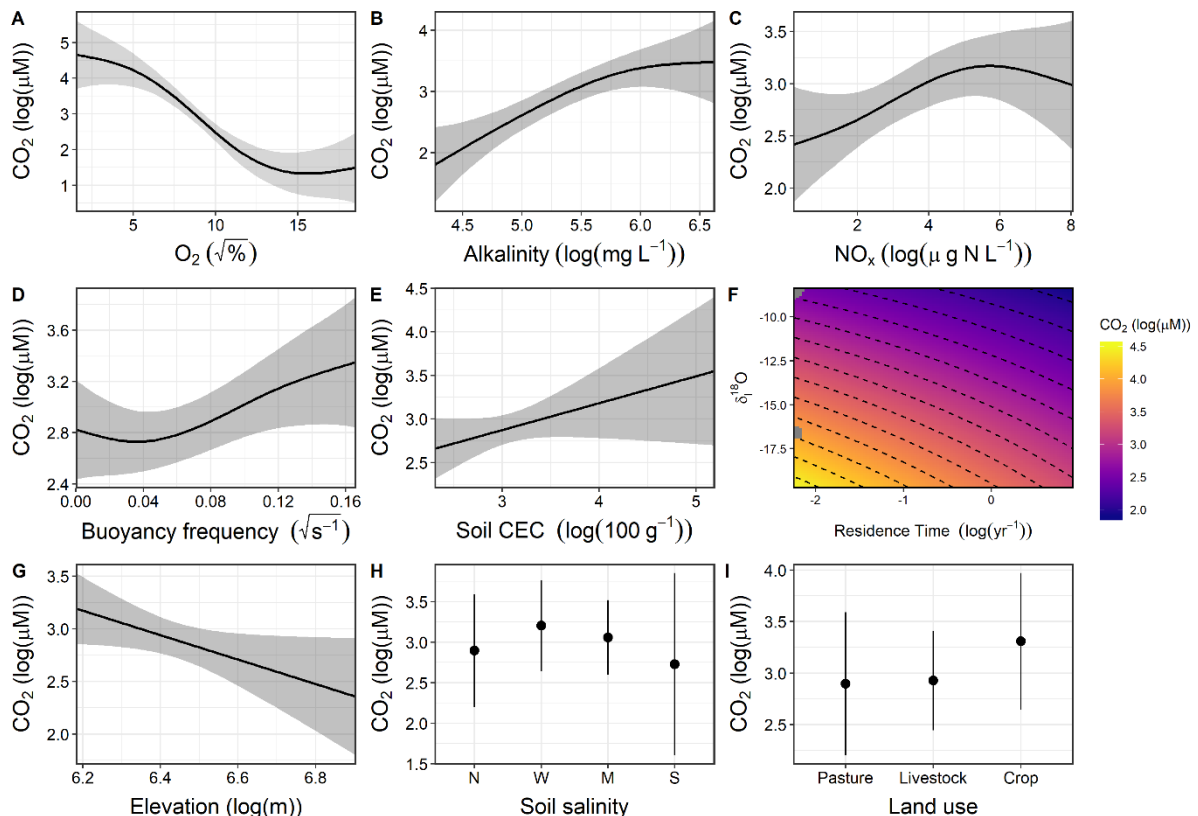 A
CO₂ (log(μM))
5
4
3
2
1
5 10 15
O₂ (√%)
B
CO₂ (log(μM))
4
3
2
4.5 5.0 5.5 6.0 6.5
Alkalinity (log(mg L⁻¹))
C
CO₂ (log(μM))
3.5
3.0
2.5
2.0
2 4 6 8
NOₓ (log(μ g N L⁻¹))
D
CO₂ (log(μM))
3.6
3.2
2.8
2.4
0.00 0.04 0.08 0.12 0.16
Buoyancy frequency (√s⁻¹)
E
CO₂ (log(μM))
4.5
4.0
3.5
3.0
2.5
3 4 5
Soil CEC (log(100 g⁻¹))
F
δI¹⁸O
-10.0
-12.5
-15.0
-17.5
-2 -1 0
Residence Time (log(yr⁻¹))
CO₂ (log(μM))
4.5
4.0
3.5
3.0
2.5
2.0
G
CO₂ (log(μM))
3.5
3.0
2.5
2.0
6.2 6.4 6.6 6.8
Elevation (log(m))
H
CO₂ (log(μM))
3.5
3.0
2.5
2.0
1.5
N W M S
Soil salinity
I
CO₂ (log(μM))
4.0
3.5
3.0
2.5
Pasture Livestock Crop
Land use